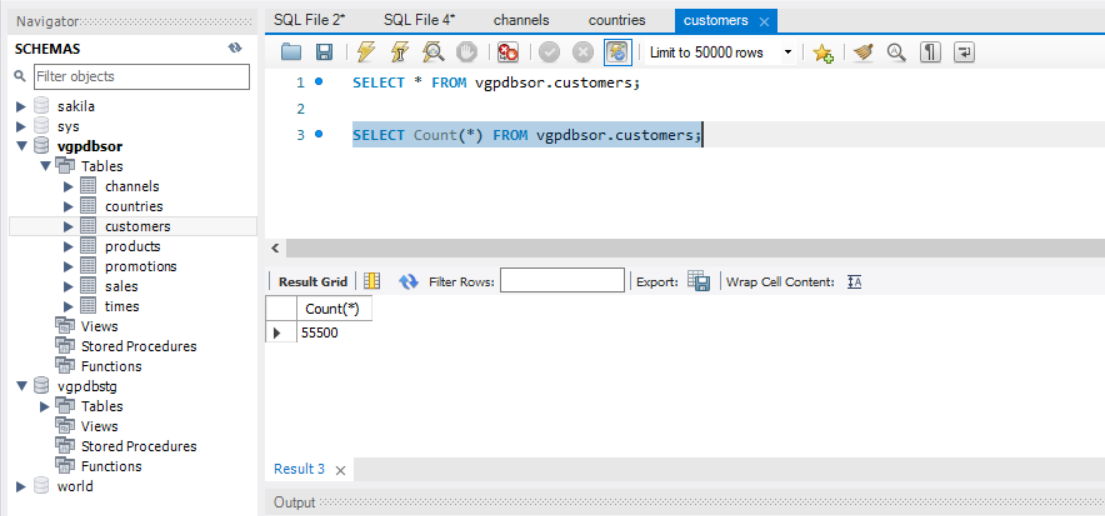 Navigator
SCHEMAS
Filter objects
sakila
sys
vgpdbsor
Tables
channels
countries
customers
products
promotions
sales
times
Views
Stored Procedures
Functions
vgpdbstg
Tables
Views
Stored Procedures
Functions
world
SQL File 2* SQL File 4* channels countries customers ×
Limit to 50000 rows
1 SELECT * FROM vgpdbsor.customers;
2
3 SELECT Count(*) FROM vgpdbsor.customers;
Result Grid Filter Rows: Export: Wrap Cell Content: IA
Count(*)
55500
Result 3 ×
Output